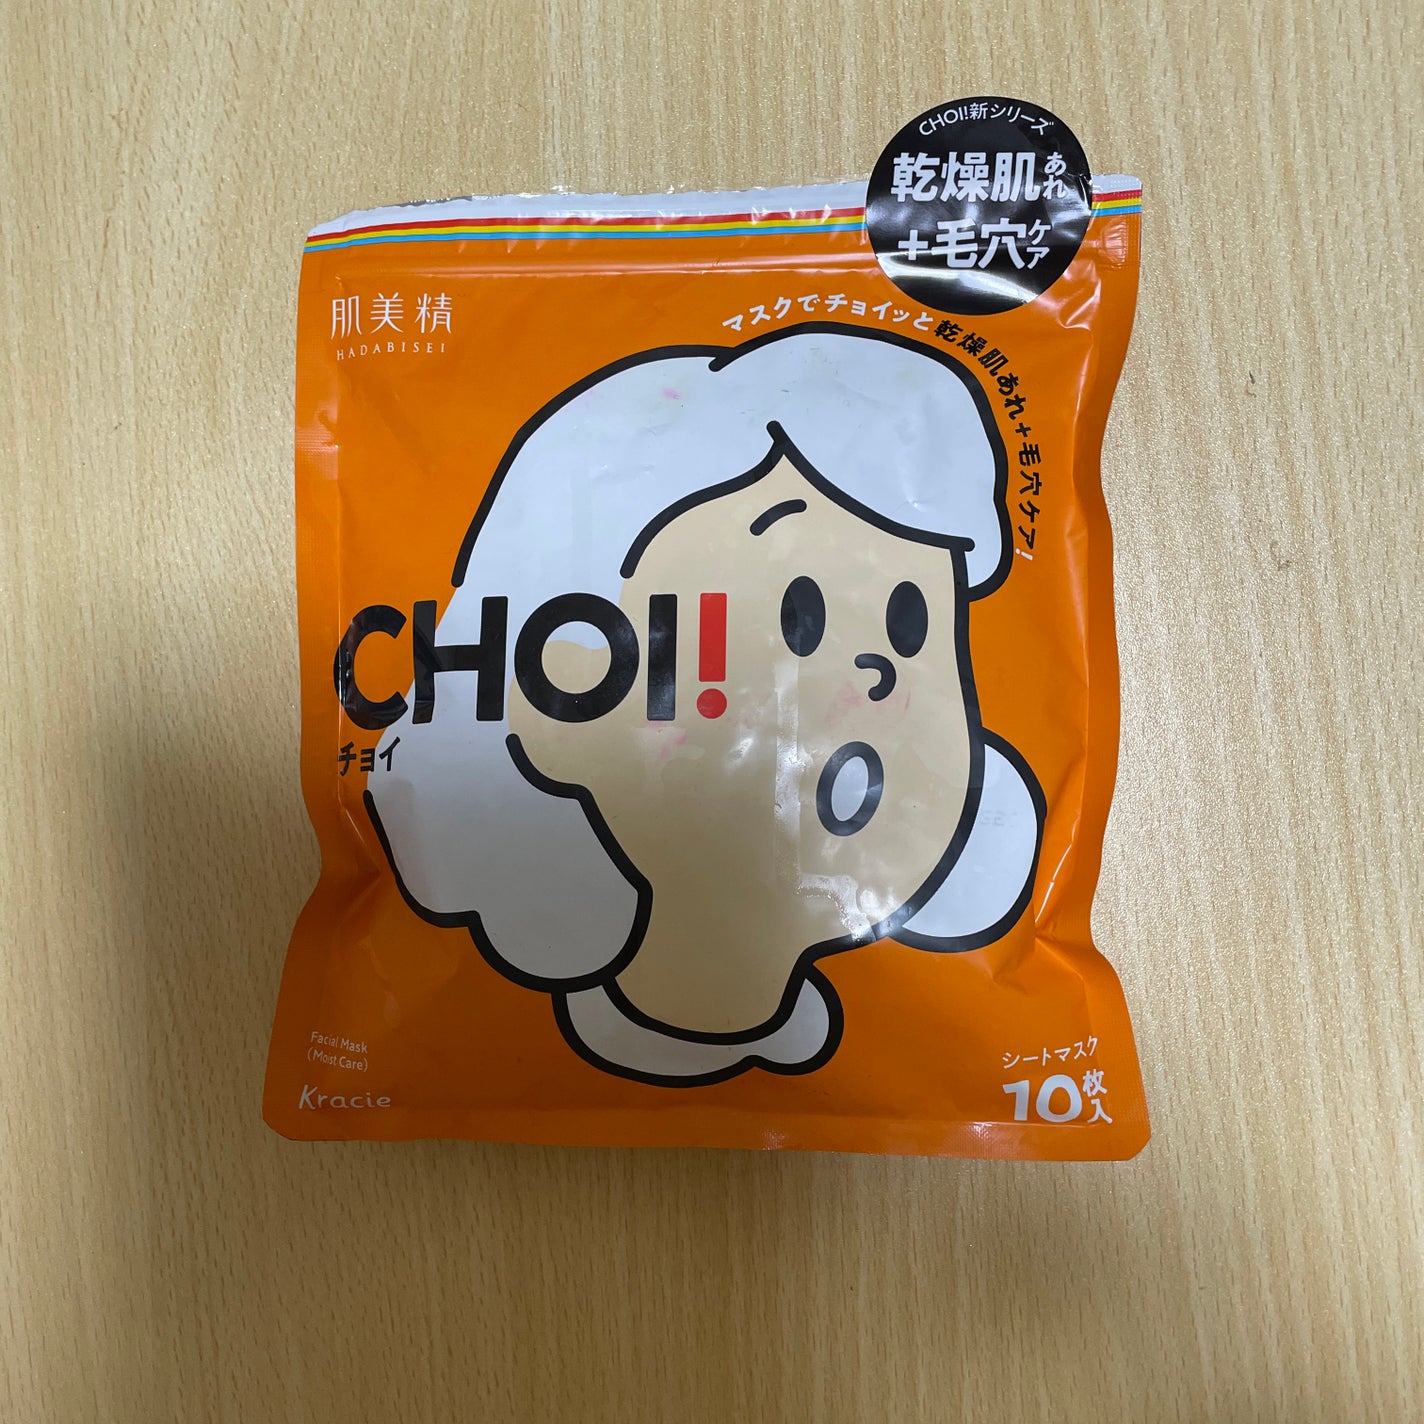 CHOI!新シリーズ
乾燥肌あれ
+毛穴ケア
肌美精
HADABISEI
マスクでチョイッと乾燥肌あれ+毛穴ケア!
CHOI!
チョイ
Facial Mask
(Moist Care)
Kracie
シートマスク
10枚入